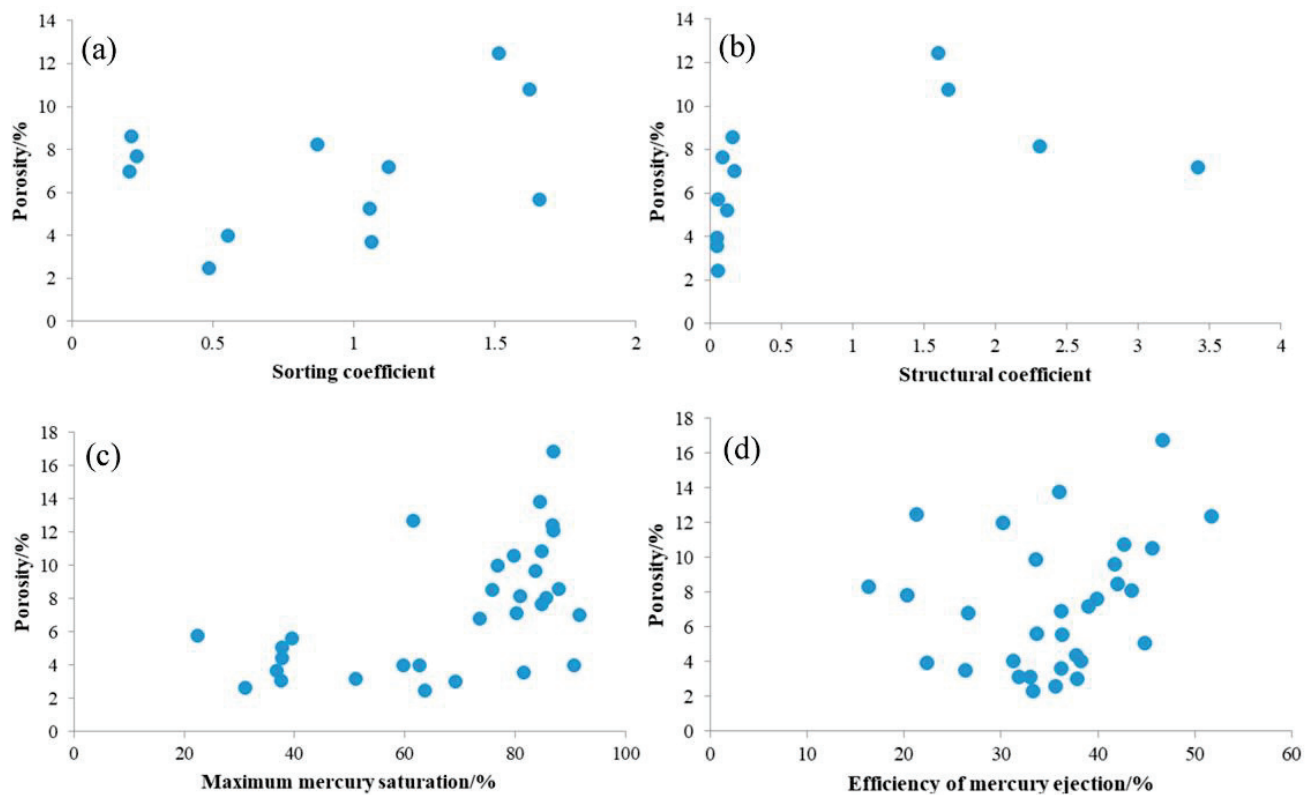 (a)
Porosity/%
14
12
10
8
6
4
2
0
0 0.5 1 1.5 2
Sorting coefficient
(b)
Porosity/%
14
12
10
8
6
4
2
0
0 0.5 1 1.5 2 2.5 3 3.5 4
Structural coefficient
(c)
Porosity/%
18
16
14
12
10
8
6
4
2
0
0 20 40 60 80 100
Maximum mercury saturation/%
(d)
Porosity/%
18
16
14
12
10
8
6
4
2
0
0 10 20 30 40 50 60
Efficiency of mercury ejection/%